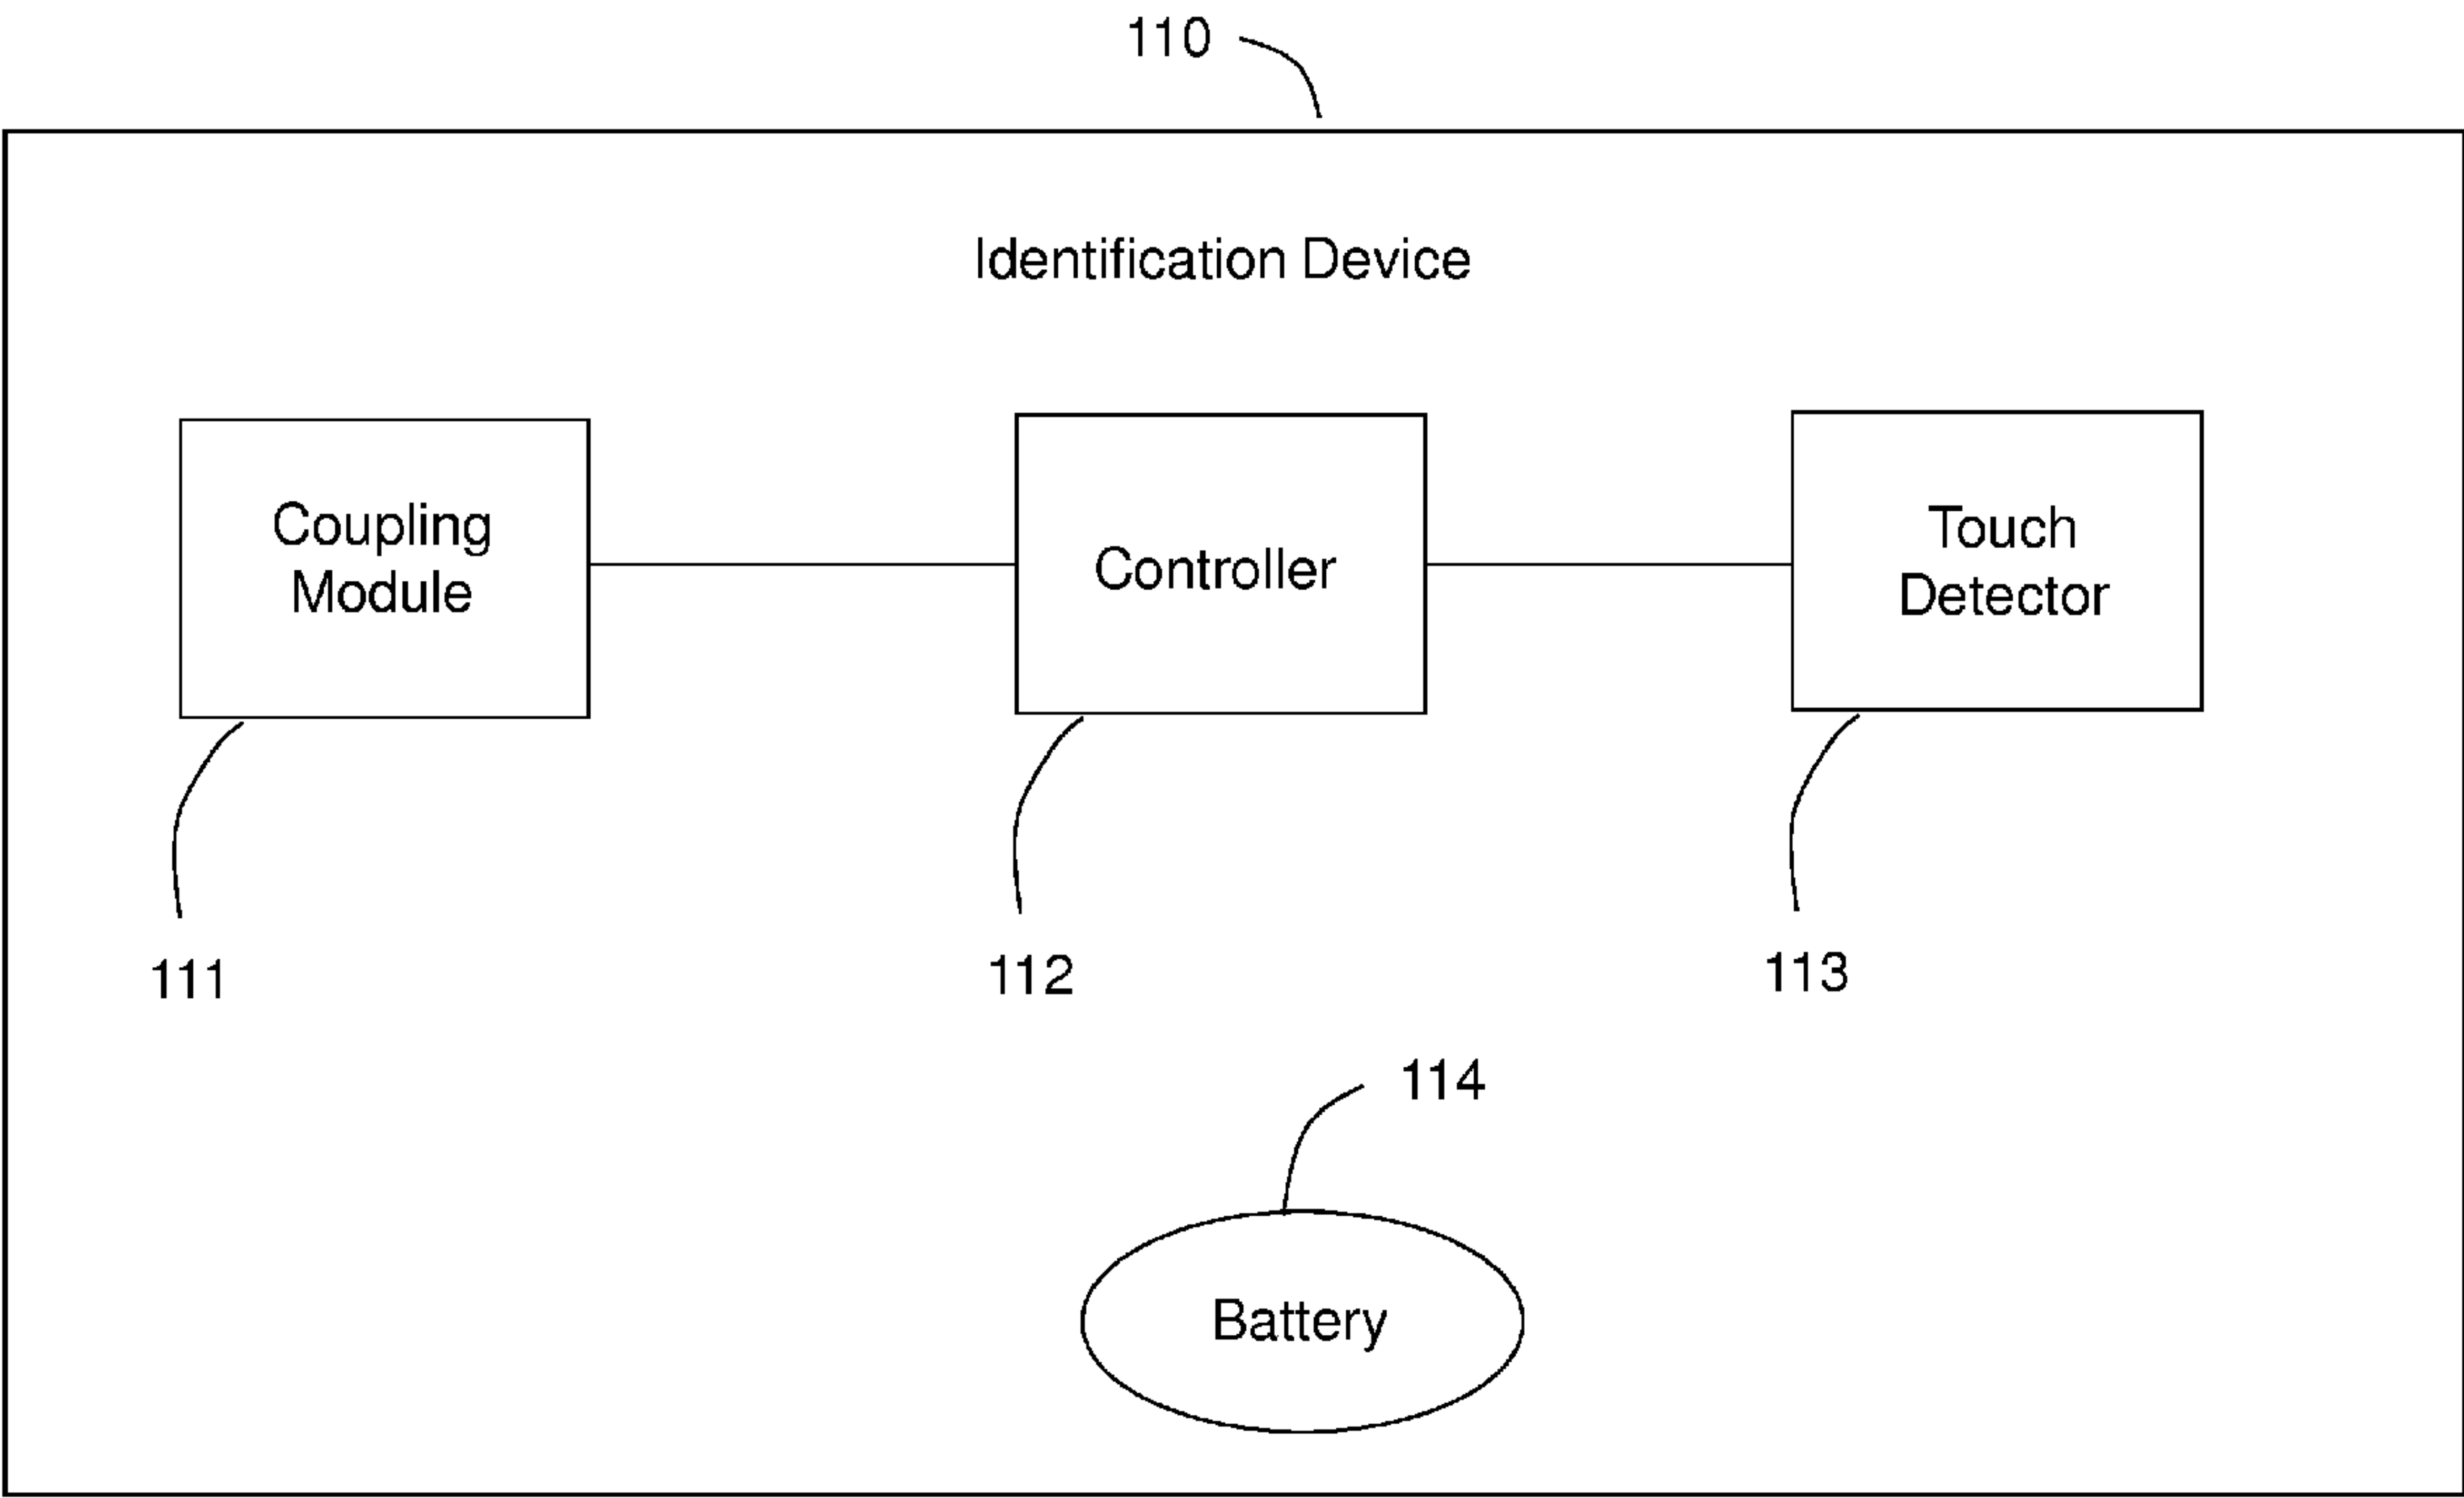 110
Identification Device
Coupling
Module
Controller
Touch
Detector
111
112
113
114
Battery